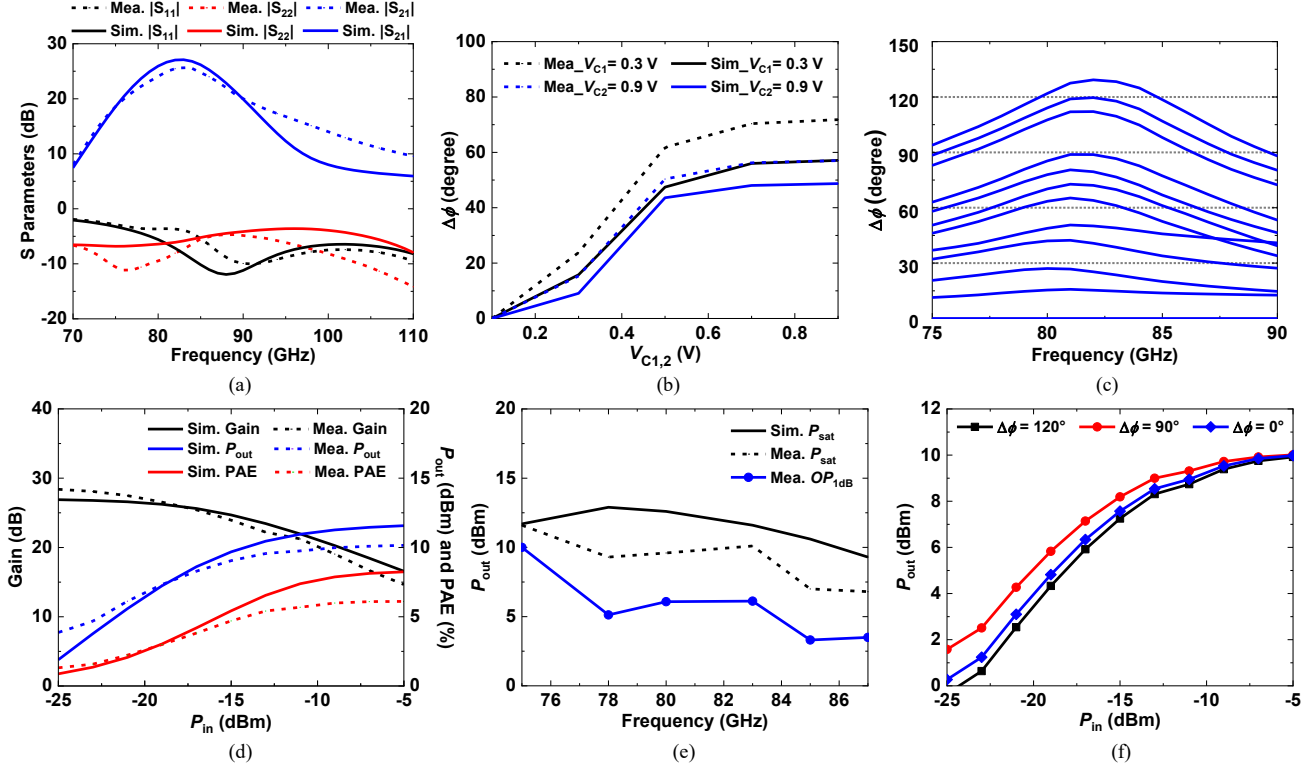 Mea. |S11| Mea. |S22| Mea. |S21|
Sim. |S11| Sim. |S22| Sim. |S21|
30
20
10
0
-10
-20
S Parameters (dB)
70 80 90 100 110
Frequency (GHz)
(a)
Mea_VC1= 0.3 V Sim_VC1= 0.3 V
Mea_VC2= 0.9 V Sim_VC2= 0.9 V
100
80
60
40
20
0
Δϕ (degree)
0.2 0.4 0.6 0.8
VC1,2 (V)
(b)
150
120
90
60
30
0
Δϕ (degree)
75 80 85 90
Frequency (GHz)
(c)
Sim. Gain Mea. Gain
Sim. Pout Mea. Pout
Sim. PAE Mea. PAE
40
30
20
10
0
Gain (dB)
20
15
10
5
0
Pout (dBm) and PAE (%)
-25 -20 -15 -10 -5
Pin (dBm)
(d)
Sim. Psat
Mea. Psat
Mea. OP1dB
15
10
5
0
Pout (dBm)
76 78 80 82 84 86
Frequency (GHz)
(e)
Δϕ = 120° Δϕ = 90° Δϕ = 0°
12
10
8
6
4
2
0
Pout (dBm)
-25 -20 -15 -10 -5
Pin (dBm)
(f)